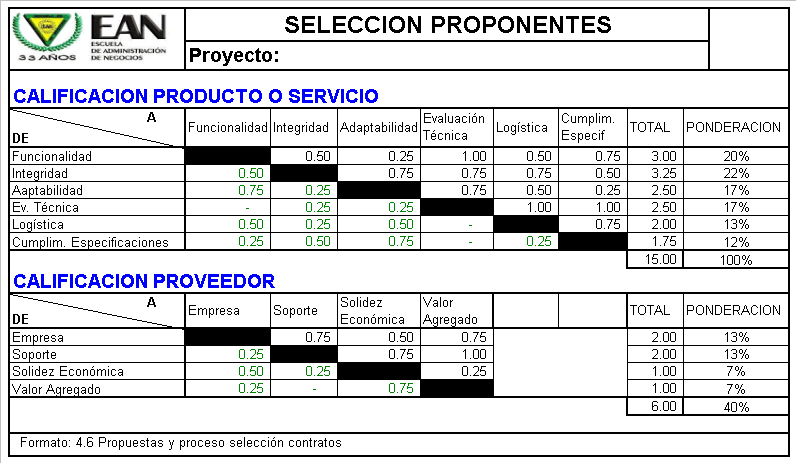 EAN
EAN
ESCUELA
DE ADMINISTRACIÓN
DE NEGOCIOS
33 AÑOS
SELECCION PROPONENTES
Proyecto:
CALIFICACION PRODUCTO O SERVICIO
A
DE
Funcionalidad Integridad Adaptabilidad Evaluación Técnica Logística Cumplim. Especif TOTAL PONDERACION
Funcionalidad 0.50 0.25 1.00 0.50 0.75 3.00 20%
Integridad 0.50 0.75 0.75 0.75 0.50 3.25 22%
Aaptabilidad 0.75 0.25 0.75 0.50 0.25 2.50 17%
Ev. Técnica - 0.25 0.25 1.00 1.00 2.50 17%
Logística 0.50 0.25 0.50 - 0.75 2.00 13%
Cumplim. Especificaciones 0.25 0.50 0.75 - 0.25 1.75 12%
15.00 100%
CALIFICACION PROVEEDOR
A
DE
Empresa Soporte Solidez Económica Valor Agregado TOTAL PONDERACION
Empresa 0.75 0.50 0.75 2.00 13%
Soporte 0.25 0.75 1.00 2.00 13%
Solidez Económica 0.50 0.25 0.25 1.00 7%
Valor Agregado 0.25 - 0.75 1.00 7%
6.00 40%
Formato: 4.6 Propuestas y proceso selección contratos